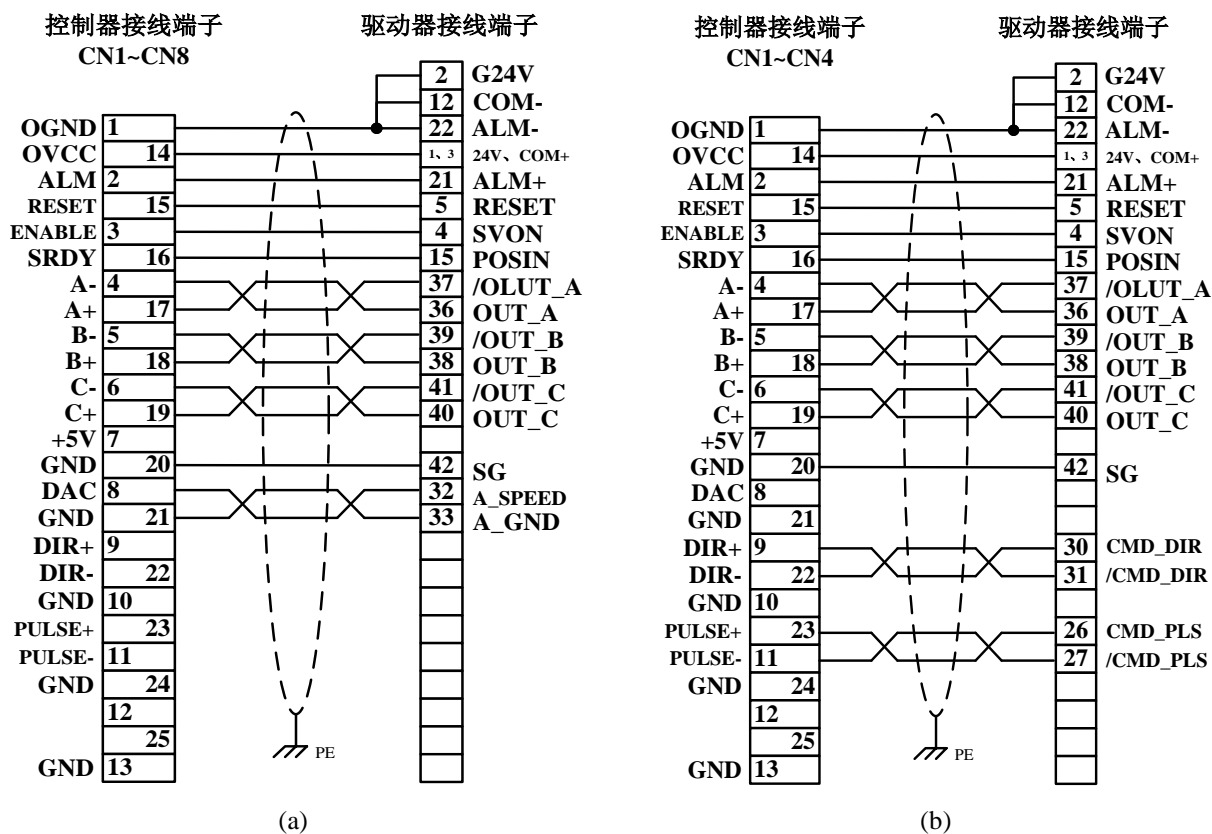 控制器接线端子 驱动器接线端子
CN1~CN8
2 G24V
12 COM-
OGND 1 22 ALM-
OVCC 14 1、3 24V、COM+
ALM 2 21 ALM+
RESET 15 5 RESET
ENABLE 3 4 SVON
SRDY 16 15 POSIN
A- 4 37 /OLUT_A
A+ 17 36 OUT_A
B- 5 39 /OUT_B
B+ 18 38 OUT_B
C- 6 41 /OUT_C
C+ 19 40 OUT_C
+5V 7
GND 20 42 SG
DAC 8 32 A_SPEED
GND 21 33 A_GND
DIR+ 9
DIR- 22
GND 10
PULSE+ 23
PULSE- 11
GND 24
12
25
GND 13
PE
(a)
控制器接线端子 驱动器接线端子
CN1~CN4
2 G24V
12 COM-
OGND 1 22 ALM-
OVCC 14 1、3 24V、COM+
ALM 2 21 ALM+
RESET 15 5 RESET
ENABLE 3 4 SVON
SRDY 16 15 POSIN
A- 4 37 /OLUT_A
A+ 17 36 OUT_A
B- 5 39 /OUT_B
B+ 18 38 OUT_B
C- 6 41 /OUT_C
C+ 19 40 OUT_C
+5V 7
GND 20 42 SG
DAC 8
GND 21
DIR+ 9 30 CMD_DIR
DIR- 22 31 /CMD_DIR
GND 10
PULSE+ 23 26 CMD_PLS
PULSE- 11 27 /CMD_PLS
GND 24
12
25
GND 13
PE
(b)